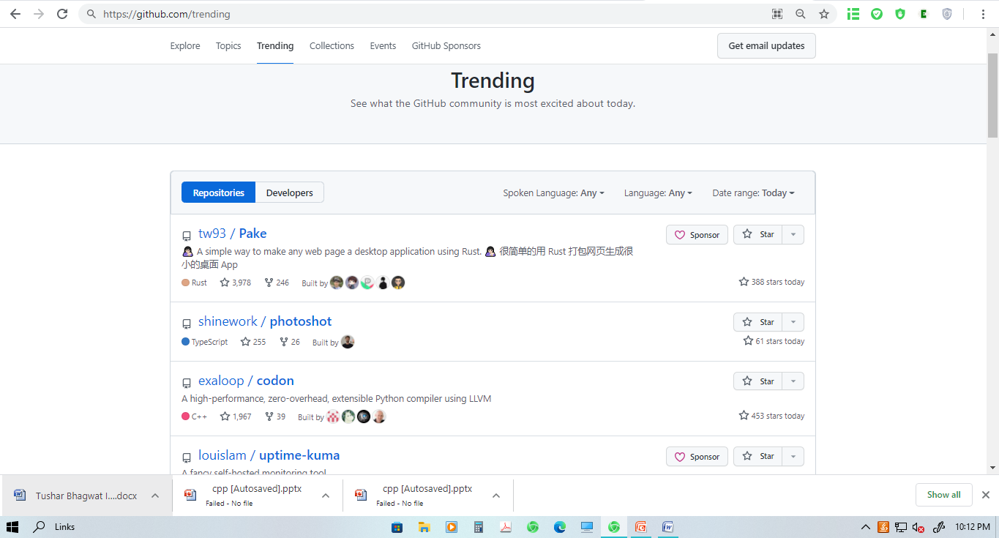 https://github.com/trending
Explore Topics Trending Collections Events GitHub Sponsors Get email updates
Trending
See what the GitHub community is most excited about today.
Repositories Developers Spoken Language: Any Language: Any Date range: Today
tw93 / Pake Sponsor Star
A simple way to make any web page a desktop application using Rust. 很简单的用 Rust 打包网页生成很
小的桌面 App
Rust 3,978 246 Built by 388 stars today
shinework / photoshot Star
TypeScript 255 26 Built by 61 stars today
exaloop / codon Star
A high-performance, zero-overhead, extensible Python compiler using LLVM
C++ 1,967 39 Built by 453 stars today
louislam / uptime-kuma Sponsor Star
A fancy self-hosted monitoring tool
Tushar Bhagwat I....docx cpp [Autosaved].pptx cpp [Autosaved].pptx Show all
Failed - No file Failed - No file
Links 10:12 PM